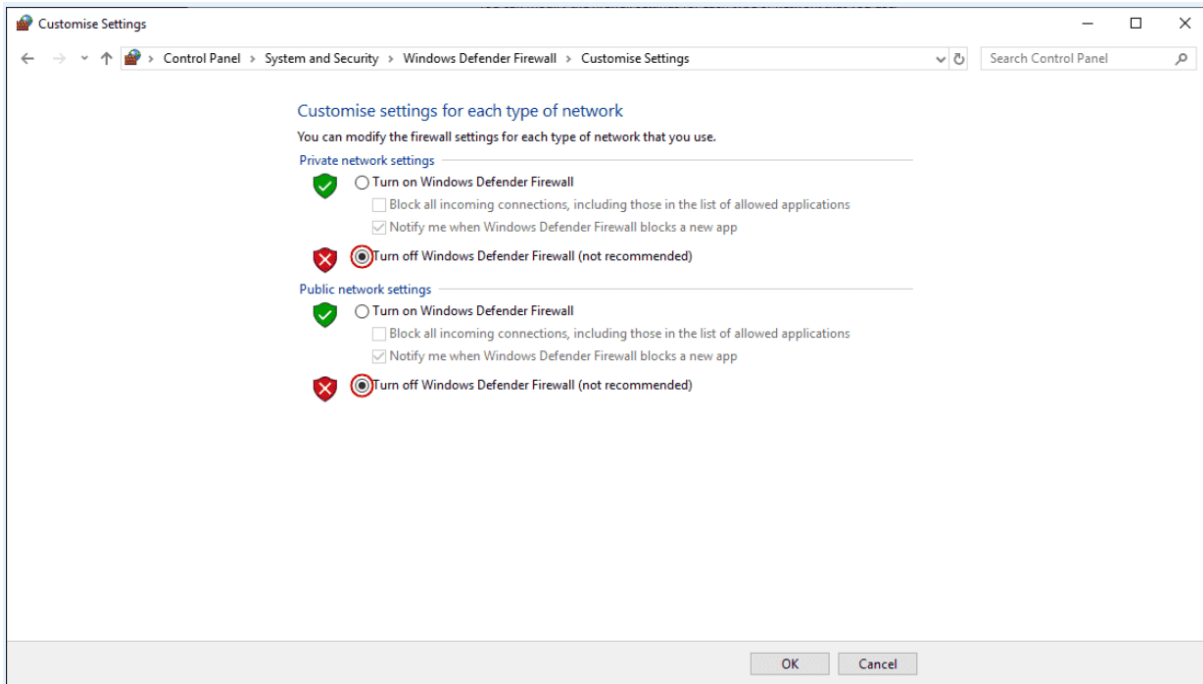 Customise Settings
Control Panel > System and Security > Windows Defender Firewall > Customise Settings
Search Control Panel
Customise settings for each type of network
You can modify the firewall settings for each type of network that you use.
Private network settings
Turn on Windows Defender Firewall
Block all incoming connections, including those in the list of allowed applications
Notify me when Windows Defender Firewall blocks a new app
Turn off Windows Defender Firewall (not recommended)
Public network settings
Turn on Windows Defender Firewall
Block all incoming connections, including those in the list of allowed applications
Notify me when Windows Defender Firewall blocks a new app
Turn off Windows Defender Firewall (not recommended)
OK
Cancel